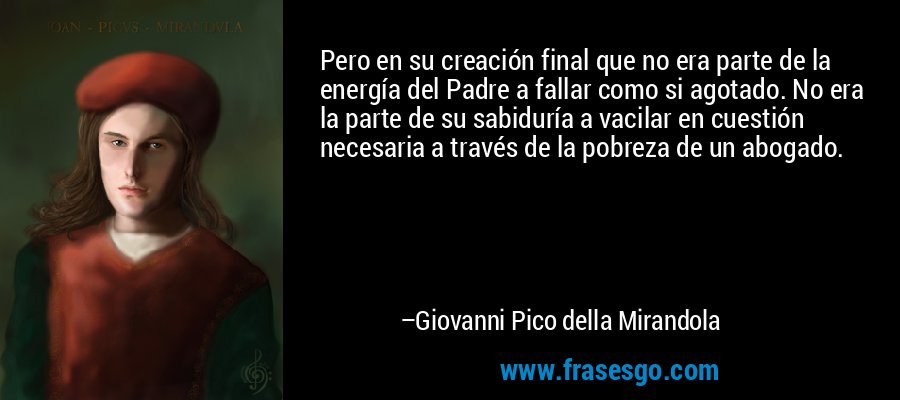 IOAN - PICVS - MIRANDVLA
Pero en su creación final que no era parte de la
energía del Padre a fallar como si agotado. No era
la parte de su sabiduría a vacilar en cuestión
necesaria a través de la pobreza de un abogado.
–Giovanni Pico della Mirandola
www.frasesgo.com